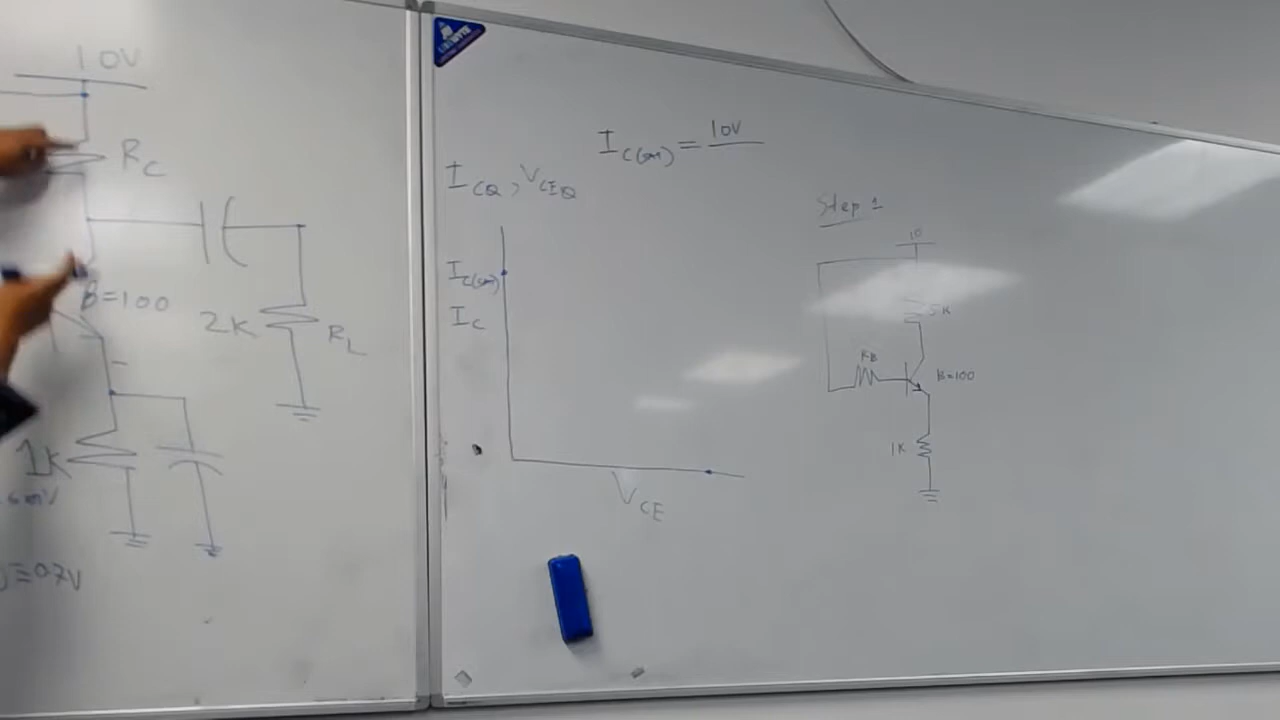 10V
RC
B=100
2K
RL
1K
6mV
≡0.7V
IC(sat) = 10V
ICQ, VCEQ
IC(sat)
IC
VCE
Step 1
10
5K
RB
B=100
1K